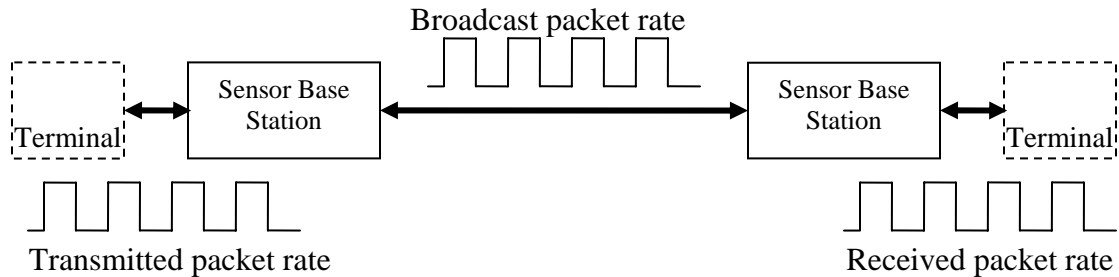 Broadcast packet rate
Terminal
Sensor Base
Station
Sensor Base
Station
Terminal
Transmitted packet rate
Received packet rate